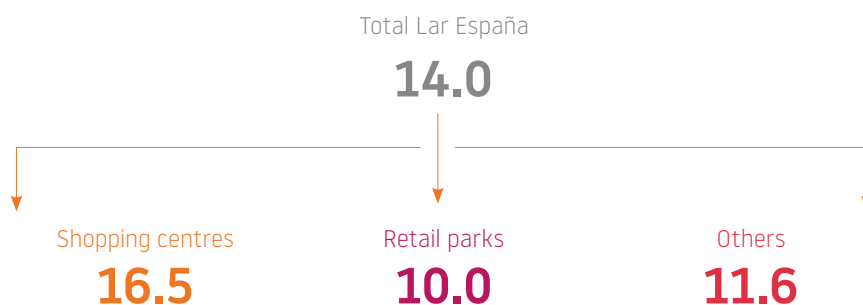 Total Lar España
14.0
Shopping centres
Retail parks
Others
16.5
10.0
11.6